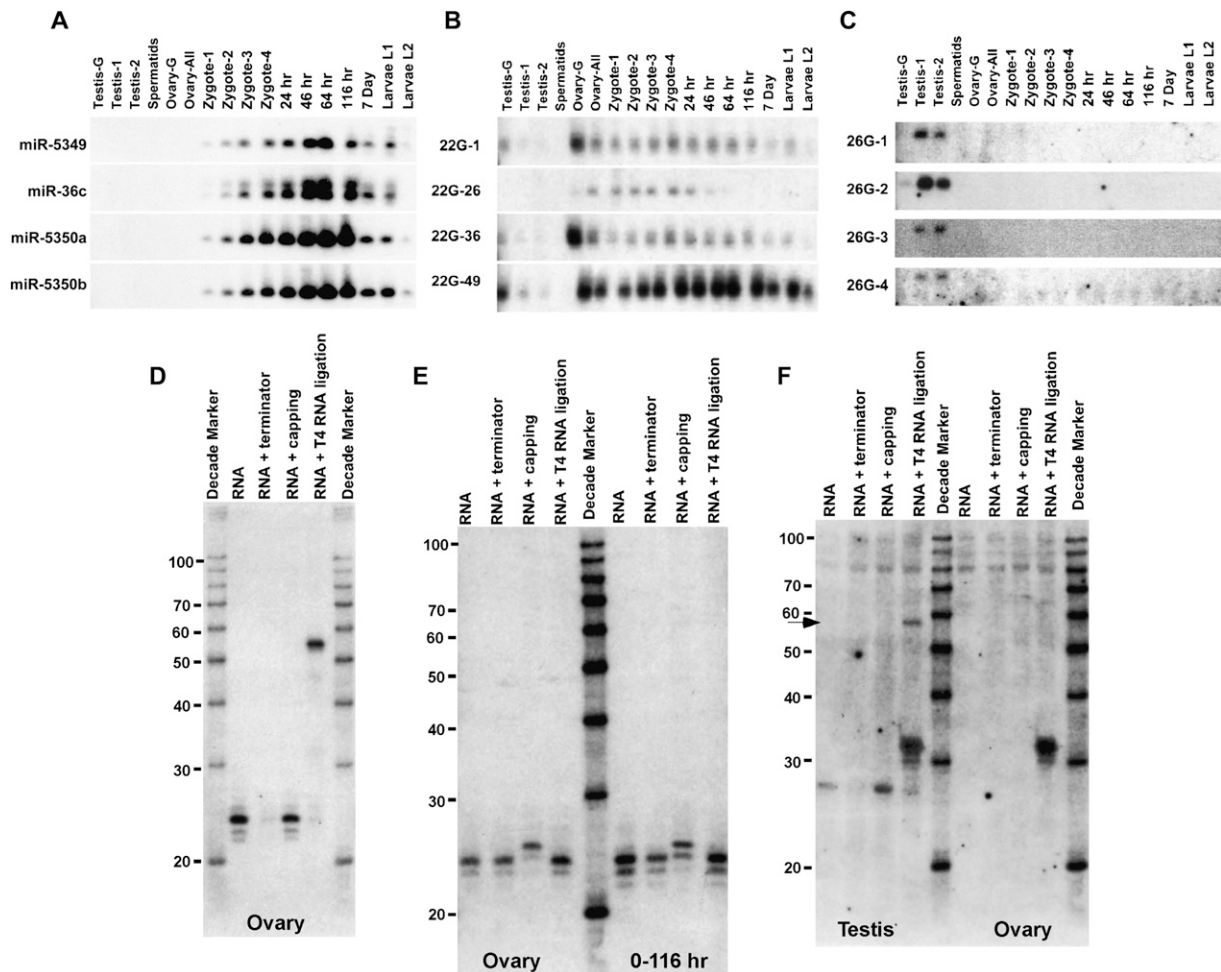 A
Testis-G
Testis-1
Testis-2
Spermatids
Ovary-G
Ovary-All
Zygote-1
Zygote-2
Zygote-3
Zygote-4
24 hr
46 hr
64 hr
116 hr
7 Day
Larvae L1
Larvae L2
miR-5349
miR-36c
miR-5350a
miR-5350b
B
Testis-G
Testis-1
Testis-2
Spermatids
Ovary-G
Ovary-All
Zygote-1
Zygote-2
Zygote-3
Zygote-4
24 hr
46 hr
64 hr
116 hr
7 Day
Larvae L1
Larvae L2
22G-1
22G-26
22G-36
22G-49
C
Testis-G
Testis-1
Testis-2
Spermatids
Ovary-G
Ovary-All
Zygote-1
Zygote-2
Zygote-3
Zygote-4
24 hr
46 hr
64 hr
116 hr
7 Day
Larvae L1
Larvae L2
26G-1
26G-2
26G-3
26G-4
D
Decade Marker
RNA
RNA + terminator
RNA + capping
RNA + T4 RNA ligation
Decade Marker
100
70
60
50
40
30
20
Ovary
E
RNA
RNA + terminator
RNA + capping
RNA + T4 RNA ligation
Decade Marker
RNA
RNA + terminator
RNA + capping
RNA + T4 RNA ligation
100
70
60
50
40
30
20
Ovary
0-116 hr
F
RNA
RNA + terminator
RNA + capping
RNA + T4 RNA ligation
Decade Marker
RNA
RNA + terminator
RNA + capping
RNA + T4 RNA ligation
Decade Marker
100
70
60
50
40
30
20
Testis
Ovary